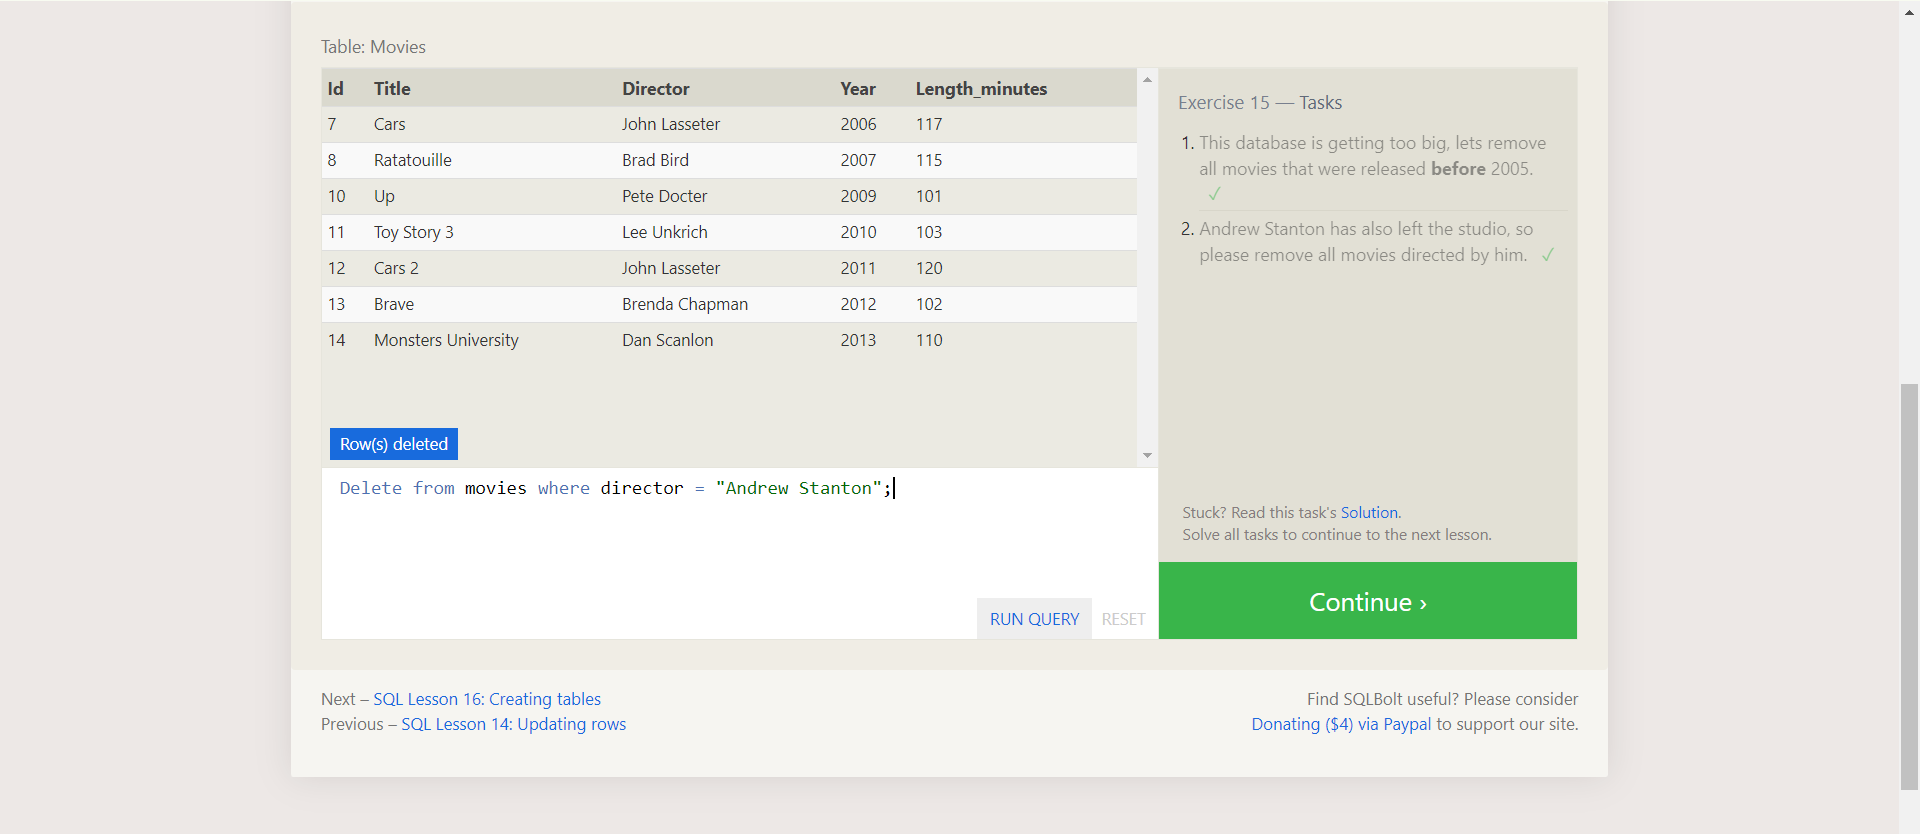 Table: Movies
Id Title Director Year Length_minutes
7 Cars John Lasseter 2006 117
8 Ratatouille Brad Bird 2007 115
10 Up Pete Docter 2009 101
11 Toy Story 3 Lee Unkrich 2010 103
12 Cars 2 John Lasseter 2011 120
13 Brave Brenda Chapman 2012 102
14 Monsters University Dan Scanlon 2013 110
Row(s) deleted
Delete from movies where director = "Andrew Stanton";
RUN QUERY RESET
Exercise 15 — Tasks
1. This database is getting too big, lets remove
all movies that were released before 2005.
✓
2. Andrew Stanton has also left the studio, so
please remove all movies directed by him. ✓
Stuck? Read this task's Solution.
Solve all tasks to continue to the next lesson.
Continue ›
Next – SQL Lesson 16: Creating tables
Previous – SQL Lesson 14: Updating rows
Find SQLBolt useful? Please consider
Donating ($4) via Paypal to support our site.